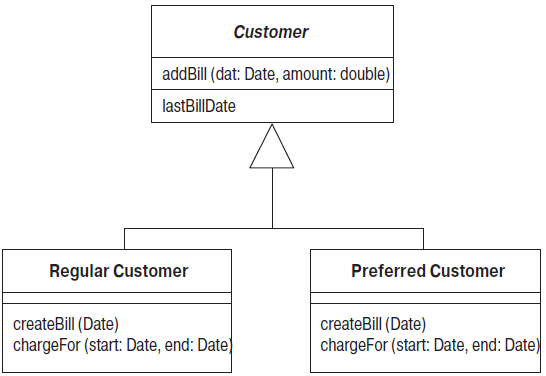 Customer
addBill (dat: Date, amount: double)
lastBillDate
Regular Customer
createBill (Date)
chargeFor (start: Date, end: Date)
Preferred Customer
createBill (Date)
chargeFor (start: Date, end: Date)